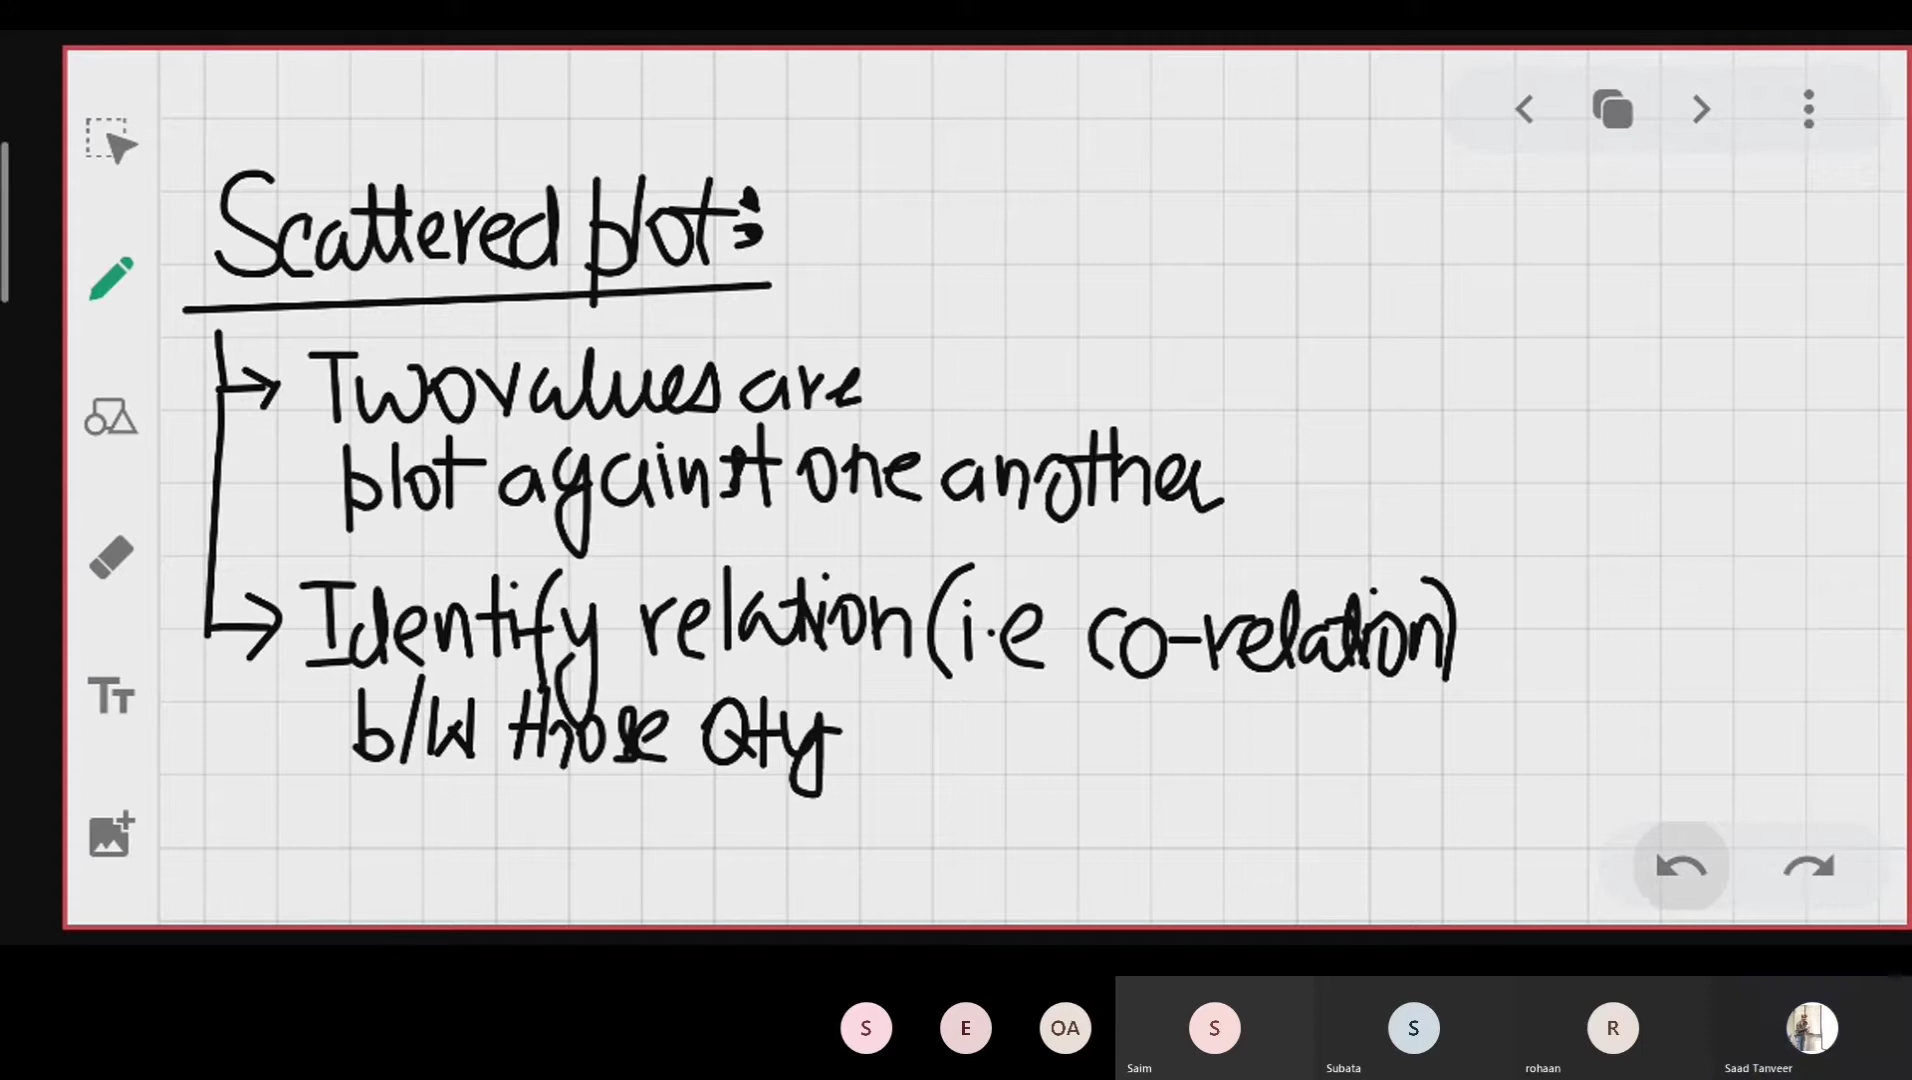 Scattered plot:
Two values are
plot against one another
Identify relation (i.e co-relation)
b/w those Qty
TT
S
E
OA
S
S
R
Saim
Subata
rohaan
Saad Tanveer